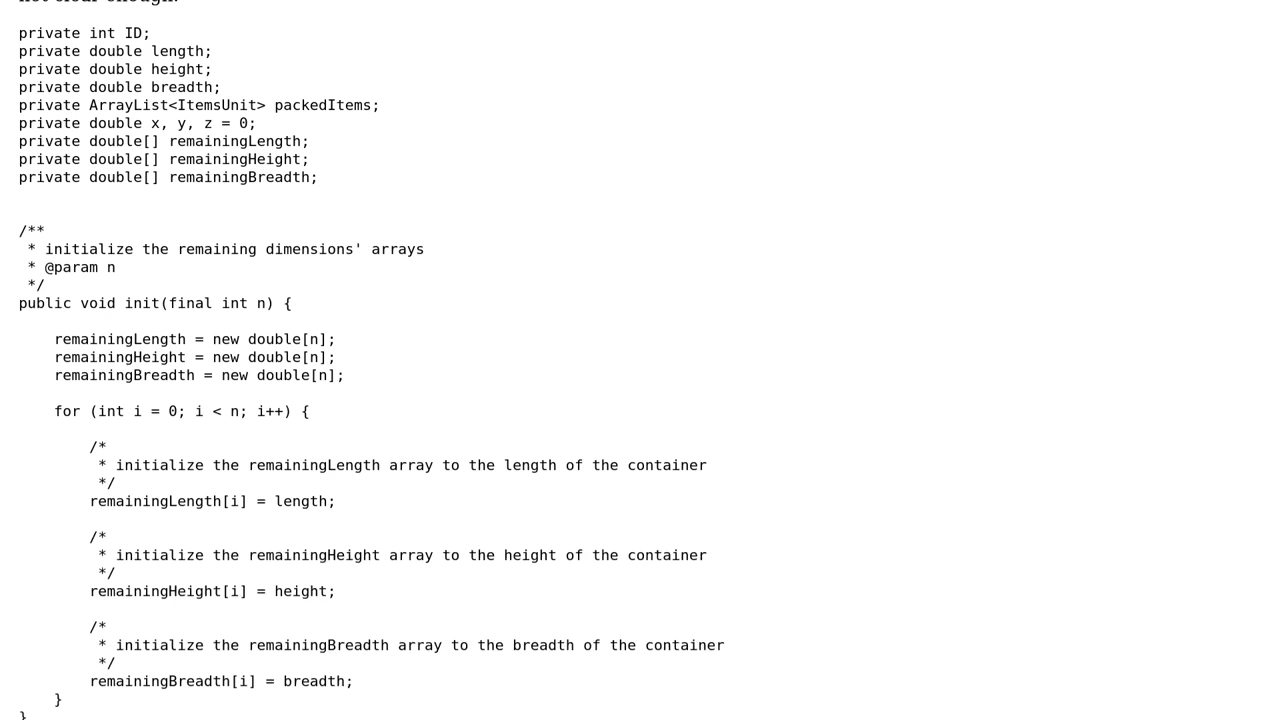 not clear enough.
private int ID;
private double length;
private double height;
private double breadth;
private ArrayList<ItemsUnit> packedItems;
private double x, y, z = 0;
private double[] remainingLength;
private double[] remainingHeight;
private double[] remainingBreadth;
/**
 * initialize the remaining dimensions' arrays
 * @param n
 */
public void init(final int n) {
    remainingLength = new double[n];
    remainingHeight = new double[n];
    remainingBreadth = new double[n];
    for (int i = 0; i < n; i++) {
        /*
         * initialize the remainingLength array to the length of the container
         */
        remainingLength[i] = length;
        /*
         * initialize the remainingHeight array to the height of the container
         */
        remainingHeight[i] = height;
        /*
         * initialize the remainingBreadth array to the breadth of the container
         */
        remainingBreadth[i] = breadth;
    }
}